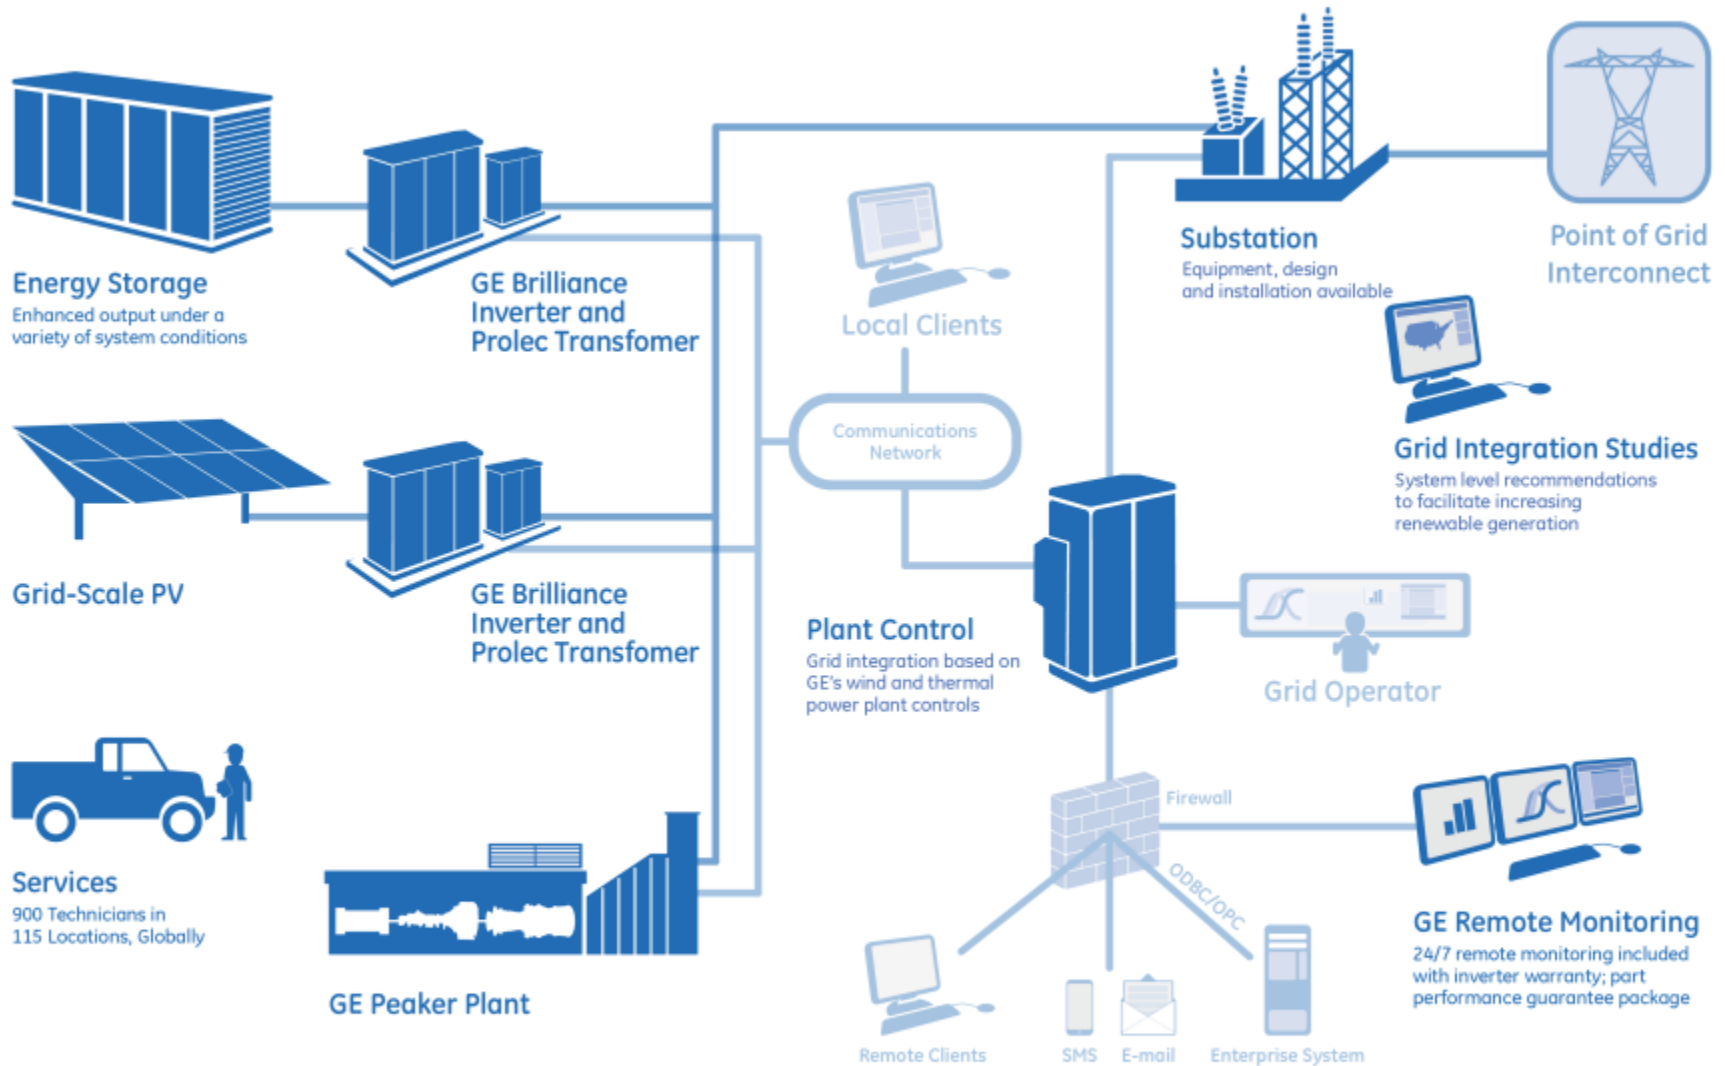 Energy Storage
Enhanced output under a
variety of system conditions
GE Brilliance
Inverter and
Prolec Transfomer
Local Clients
Communications
Network
Substation
Equipment, design
and installation available
Point of Grid
Interconnect
Grid Integration Studies
System level recommendations
to facilitate increasing
renewable generation
Grid-Scale PV
GE Brilliance
Inverter and
Prolec Transfomer
Plant Control
Grid integration based on
GE's wind and thermal
power plant controls
Grid Operator
Services
900 Technicians in
115 Locations, Globally
GE Peaker Plant
Firewall
ODBC/OPC
GE Remote Monitoring
24/7 remote monitoring included
with inverter warranty; part
performance guarantee package
Remote Clients
SMS
E-mail
Enterprise System